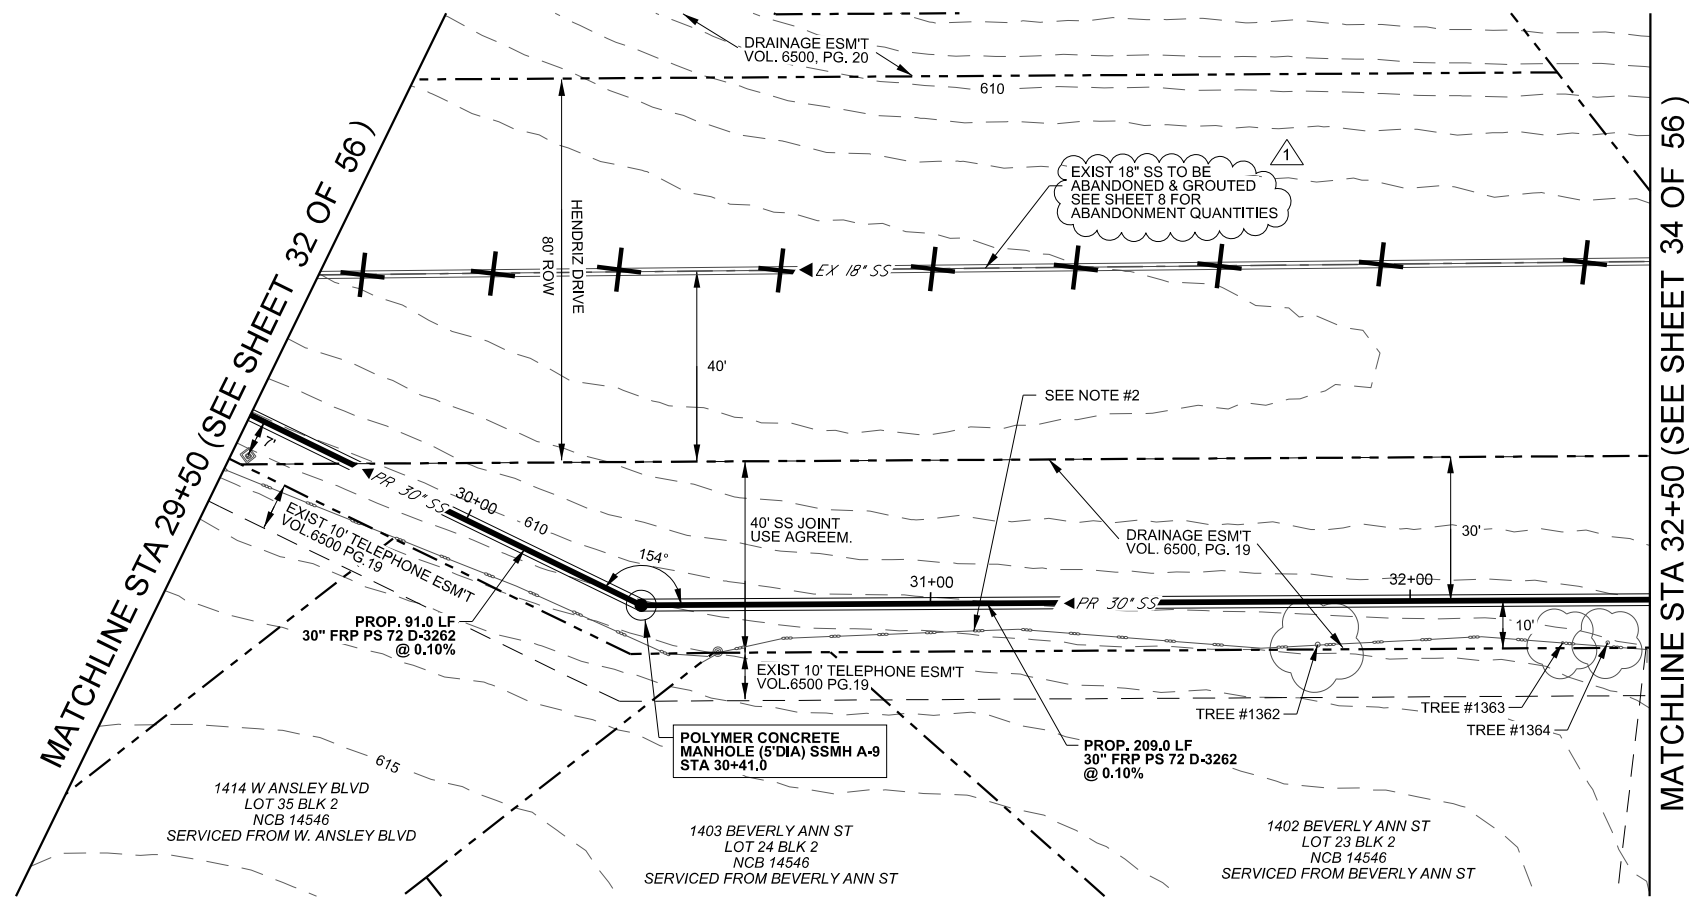 DRAINAGE ESM'T
VOL. 6500, PG. 20
610
1
EXIST 18" SS TO BE
ABANDONED & GROUTED
SEE SHEET 8 FOR
ABANDONMENT QUANTITIES
MATCHLINE STA 29+50 (SEE SHEET 32 OF 56 )
HENDRIZ DRIVE
80' ROW
EX 18" SS
40'
SEE NOTE #2
7'
PR 30" SS
30+00
610
EXIST 10' TELEPHONE ESM'T
VOL.6500 PG.19
154°
40' SS JOINT
USE AGREEM.
DRAINAGE ESM'T
VOL. 6500, PG. 19
30'
31+00
32+00
PR 30" SS
10'
PROP. 91.0 LF
30" FRP PS 72 D-3262
@ 0.10%
EXIST 10' TELEPHONE ESM'T
VOL.6500 PG.19
TREE #1362
TREE #1363
TREE #1364
POLYMER CONCRETE
MANHOLE (5'DIA) SSMH A-9
STA 30+41.0
PROP. 209.0 LF
30" FRP PS 72 D-3262
@ 0.10%
615
1414 W ANSLEY BLVD
LOT 35 BLK 2
NCB 14546
SERVICED FROM W. ANSLEY BLVD
1403 BEVERLY ANN ST
LOT 24 BLK 2
NCB 14546
SERVICED FROM BEVERLY ANN ST
1402 BEVERLY ANN ST
LOT 23 BLK 2
NCB 14546
SERVICED FROM BEVERLY ANN ST
MATCHLINE STA 32+50 (SEE SHEET 34 OF 56 )